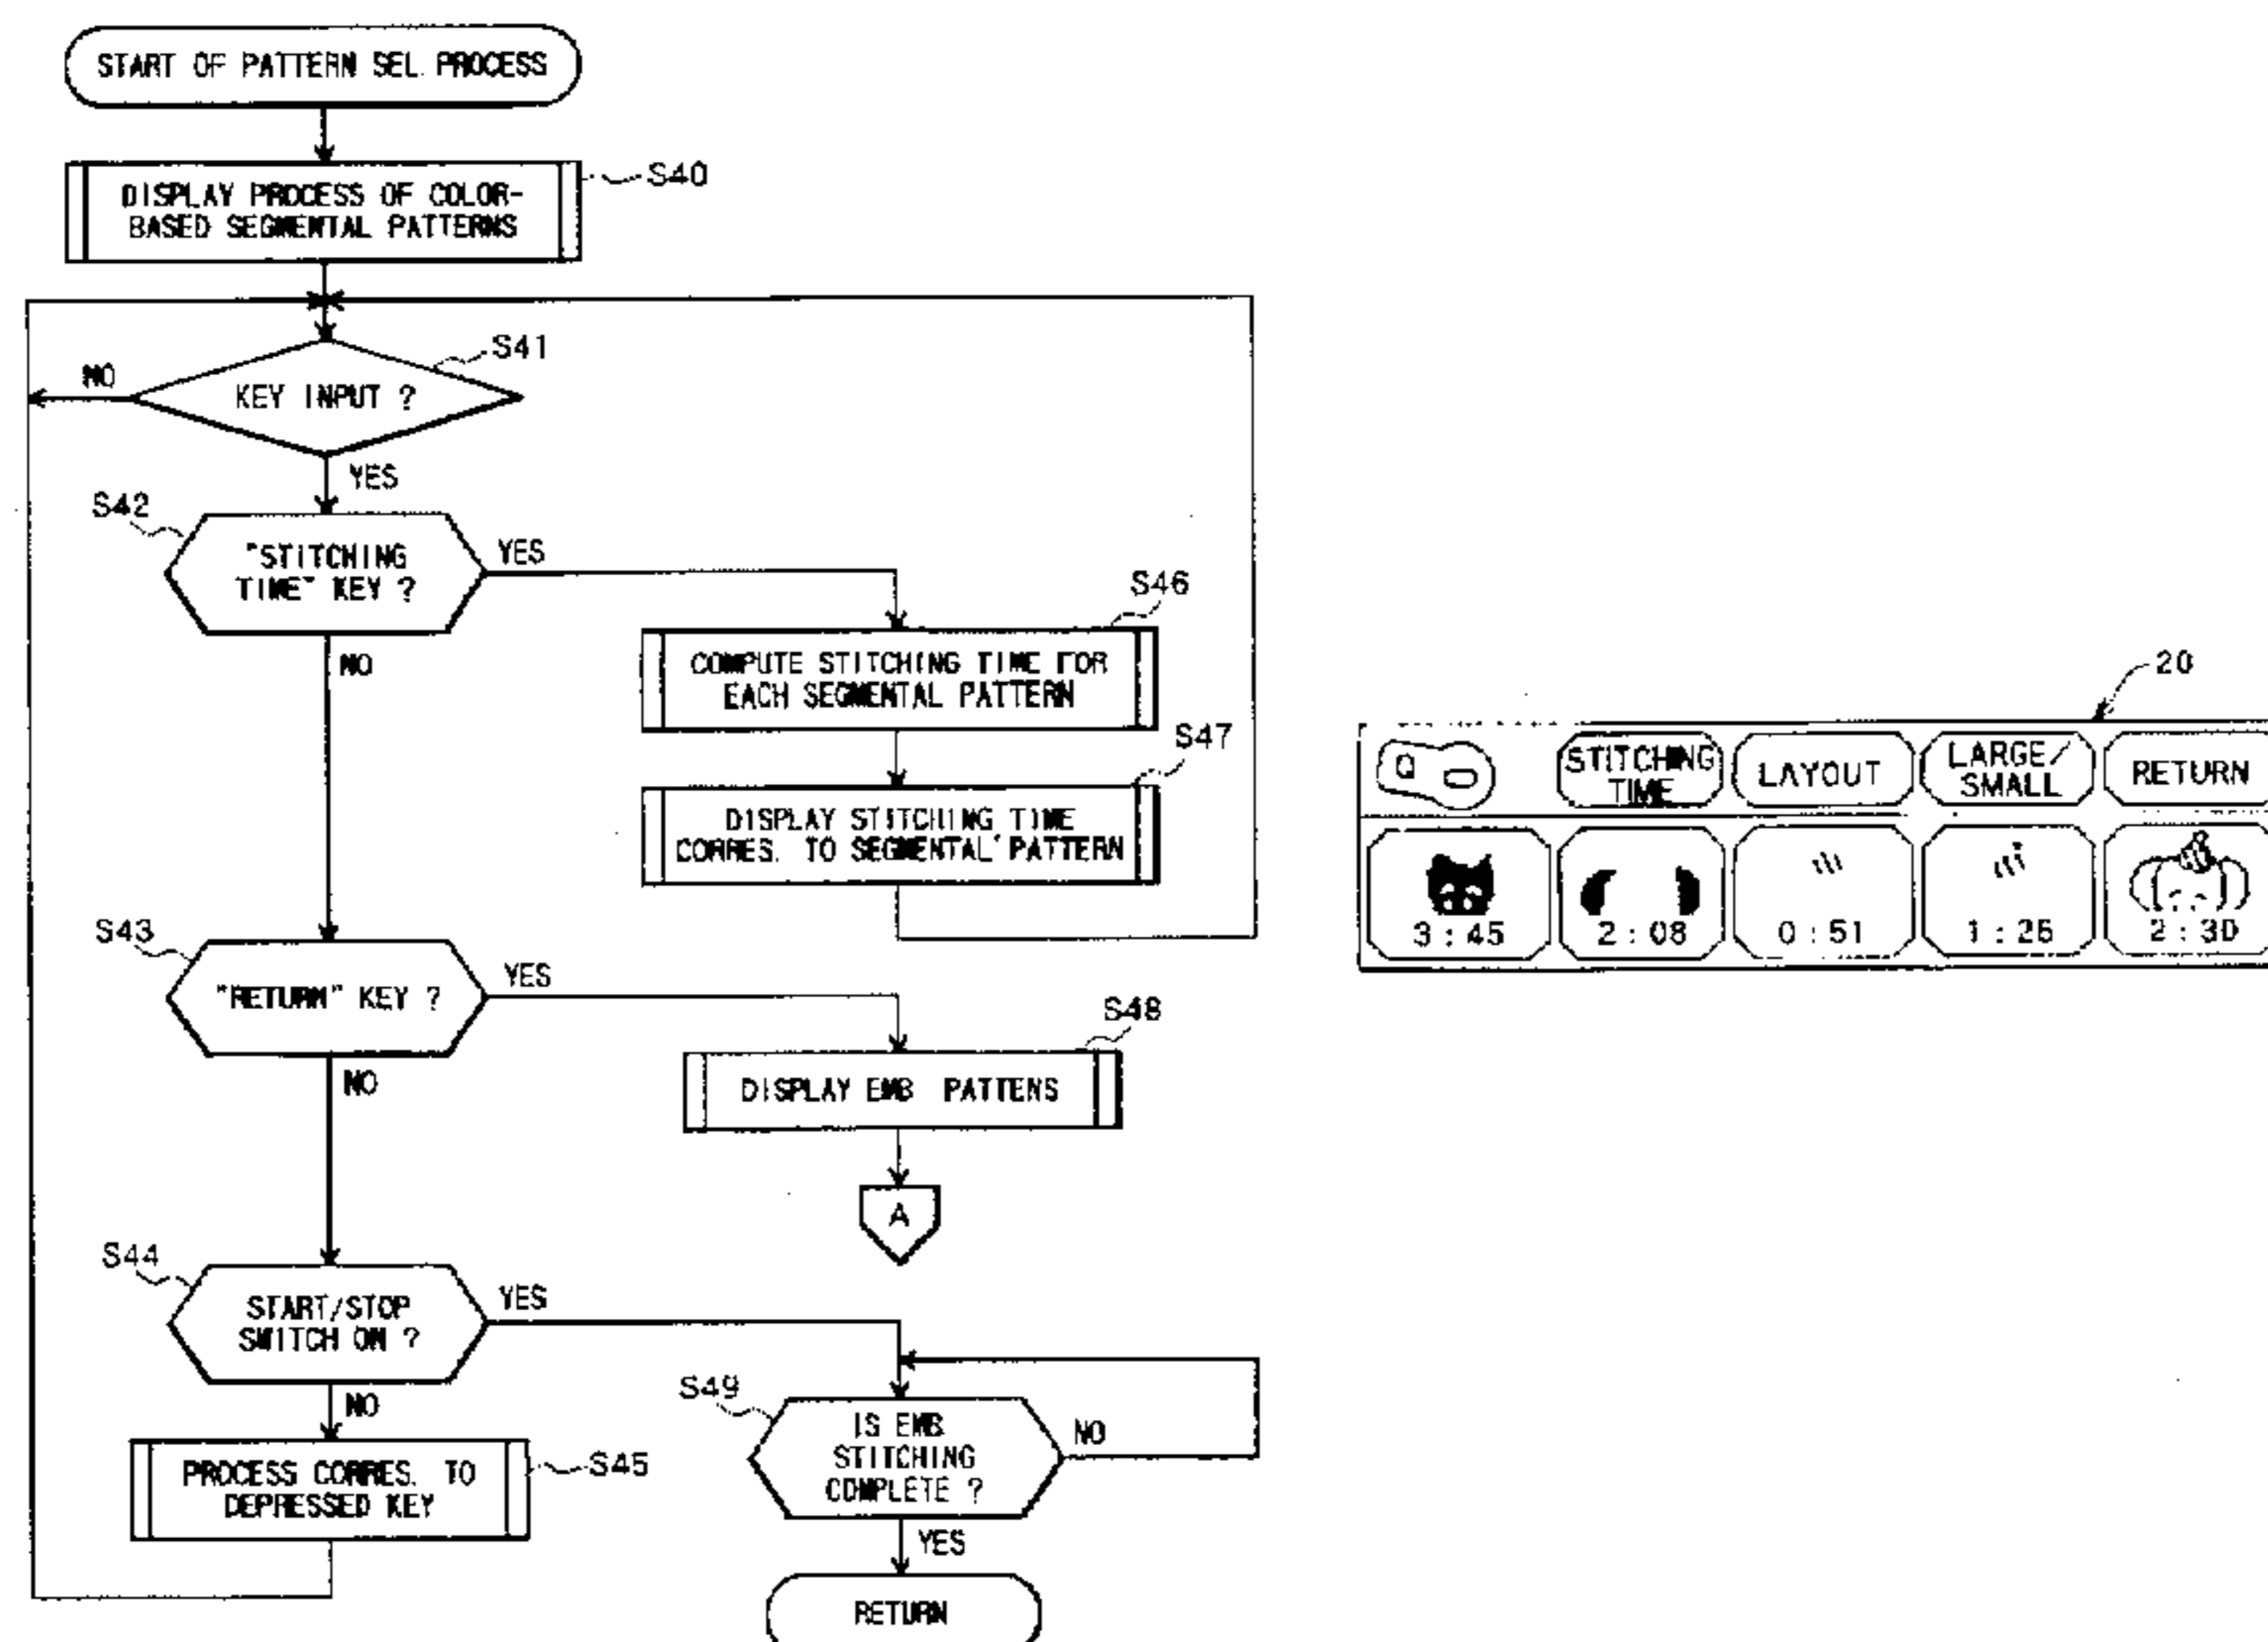 START OF PATTERN SEL. PROCESS
DISPLAY PROCESS OF COLOR-
BASED SEGMENTAL PATTERNS
S40
KEY INPUT ?
S41
NO
YES
S42
"STITCHING
TIME" KEY ?
YES
NO
S46
COMPUTE STITCHING TIME FOR
EACH SEGMENTAL PATTERN
S47
DISPLAY STITCHING TIME
CORRES. TO SEGMENTAL PATTERN
S43
"RETURN" KEY ?
YES
NO
S48
DISPLAY EMB PATTENS
A
S44
START/STOP
SWITCH ON ?
YES
NO
S45
PROCESS CORRES. TO
DEPRESSED KEY
S49
IS EMB.
STITCHING
COMPLETE ?
NO
YES
RETURN
20
Q
STITCHING
TIME
LAYOUT
LARGE/
SMALL
RETURN
3 : 45
2 : 08
0 : 51
1 : 26
2 : 30